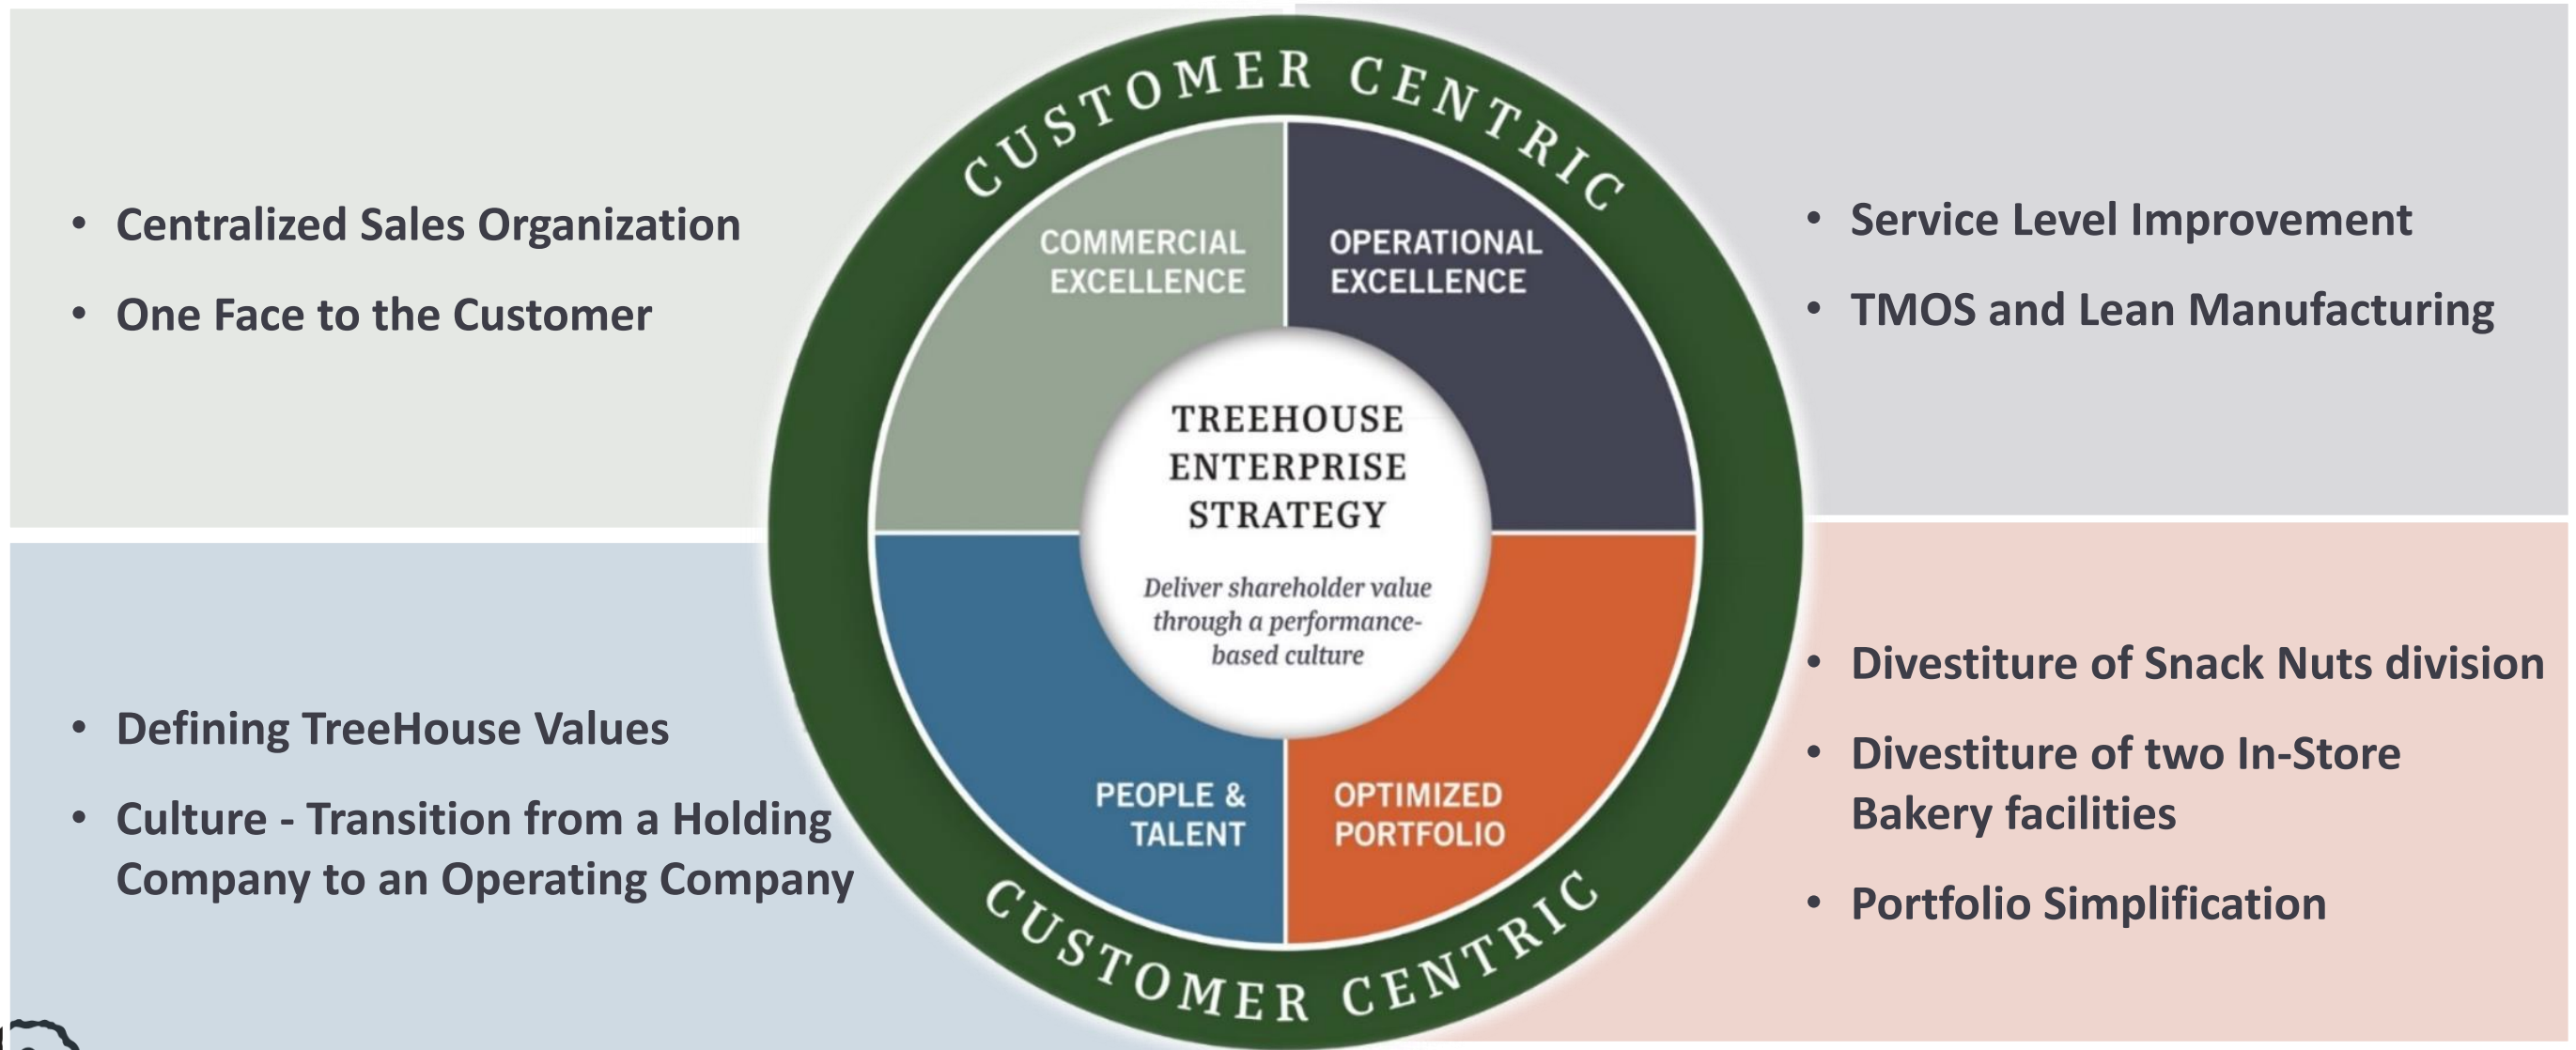 CUSTOMER CENTRIC
• Centralized Sales Organization
• One Face to the Customer
COMMERCIAL
EXCELLENCE
OPERATIONAL
EXCELLENCE
• Service Level Improvement
• TMOS and Lean Manufacturing
TREEHOUSE
ENTERPRISE
STRATEGY
Deliver shareholder value
through a performance-
based culture
• Defining TreeHouse Values
• Culture - Transition from a Holding
Company to an Operating Company
PEOPLE &
TALENT
OPTIMIZED
PORTFOLIO
• Divestiture of Snack Nuts division
• Divestiture of two In-Store
Bakery facilities
• Portfolio Simplification
CUSTOMER CENTRIC